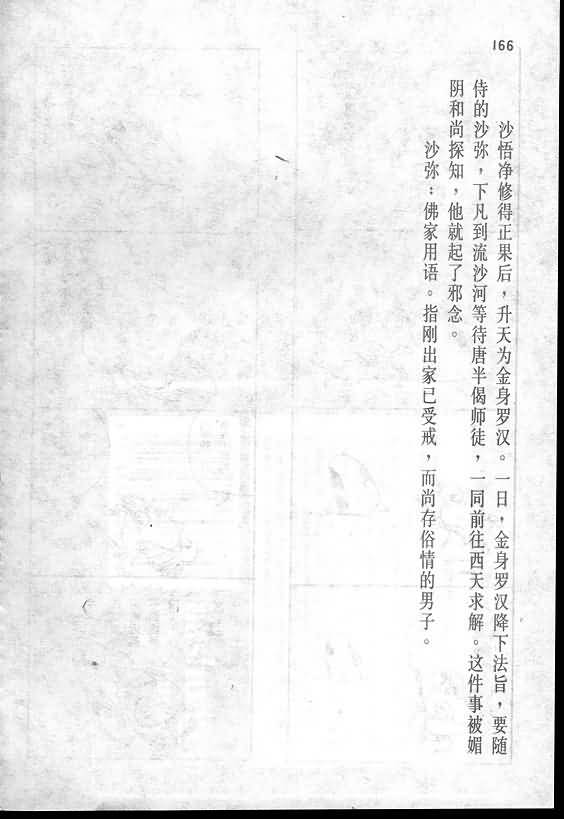 166
沙悟净修得正果后，升天为金身罗汉。一日，金身罗汉降下法旨，要随
侍的沙弥，下凡到流沙河等待唐半偈师徒，一同前往西天求解。这件事被媚
阴和尚探知，他就起了邪念。
沙弥：佛家用语。指刚出家已受戒，而尚存俗情的男子。